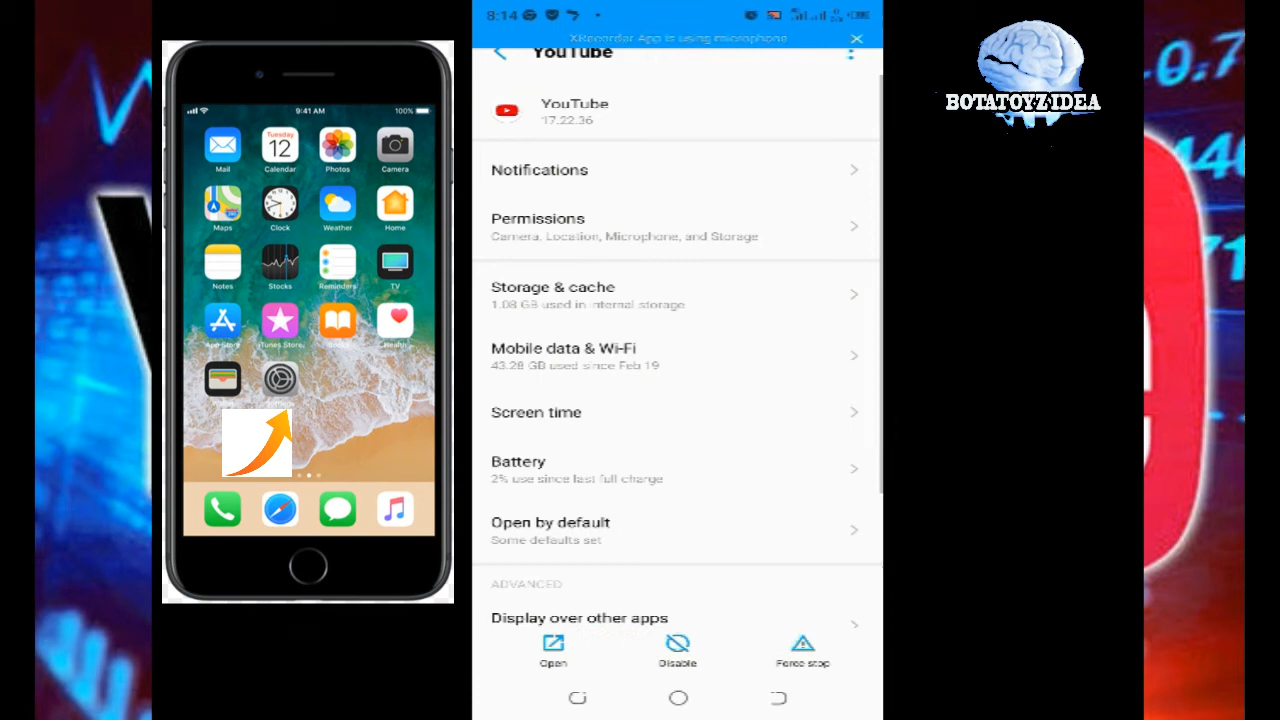 9:41 AM
100%
Mail
Tuesday
12
Calendar
Photos
Camera
Maps
Clock
Weather
Home
Notes
Stocks
Reminders
TV
App Store
iTunes Store
Health
8:14
XRecorder App is using microphone
YouTube
YouTube
17.22.36
Notifications
Permissions
Camera, Location, Microphone, and Storage
Storage & cache
1.08 GB used in internal storage
Mobile data & Wi-Fi
43.28 GB used since Feb 19
Screen time
Battery
2% use since last full charge
Open by default
Some defaults set
ADVANCED
Display over other apps
Open
Disable
Force stop
BOTATOYZ IDEA
0.7